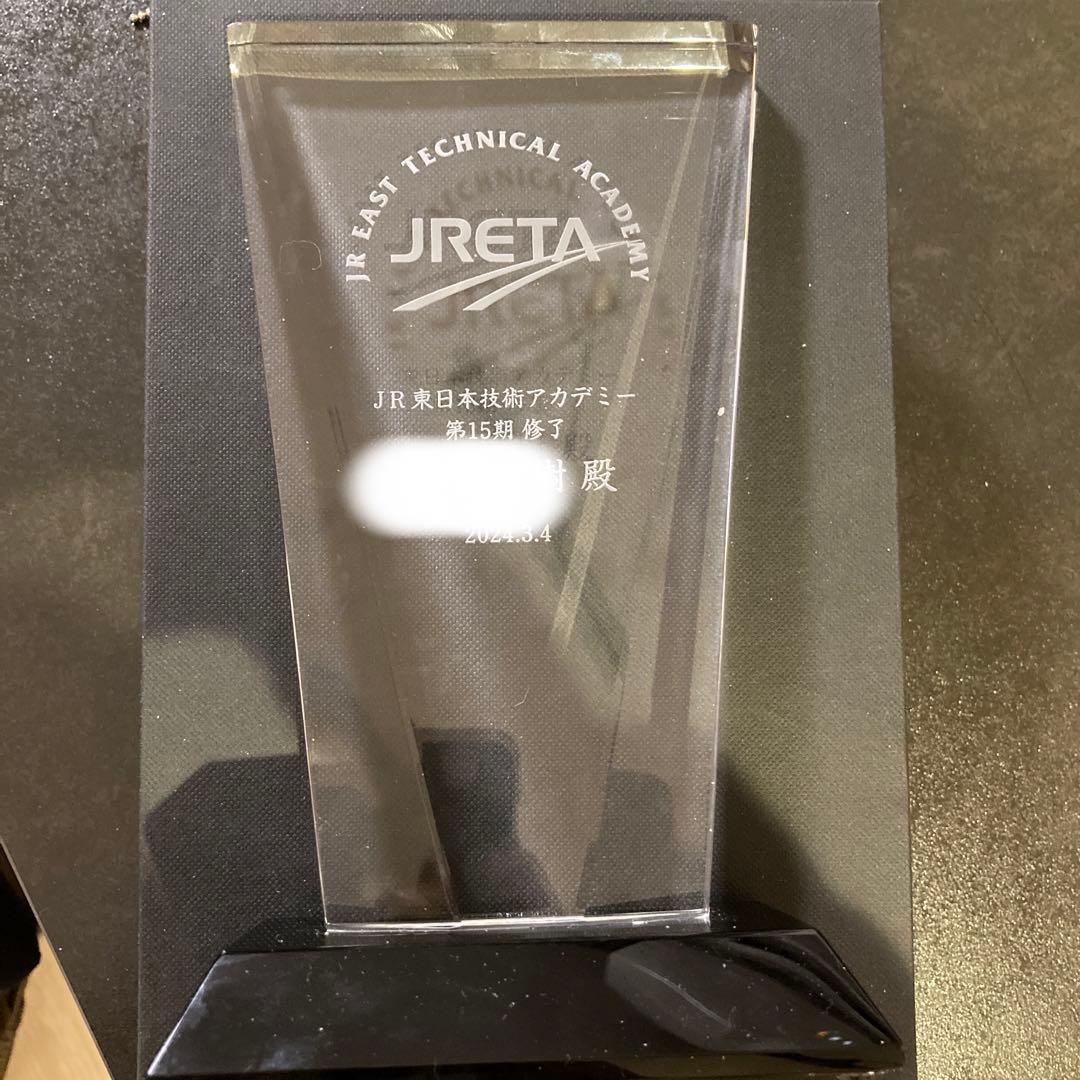 JR EAST TECHNICAL ACADEMY
JRETA
JR東日本技術アカデミー
第15期 修了
樹 殿
2024.3.4